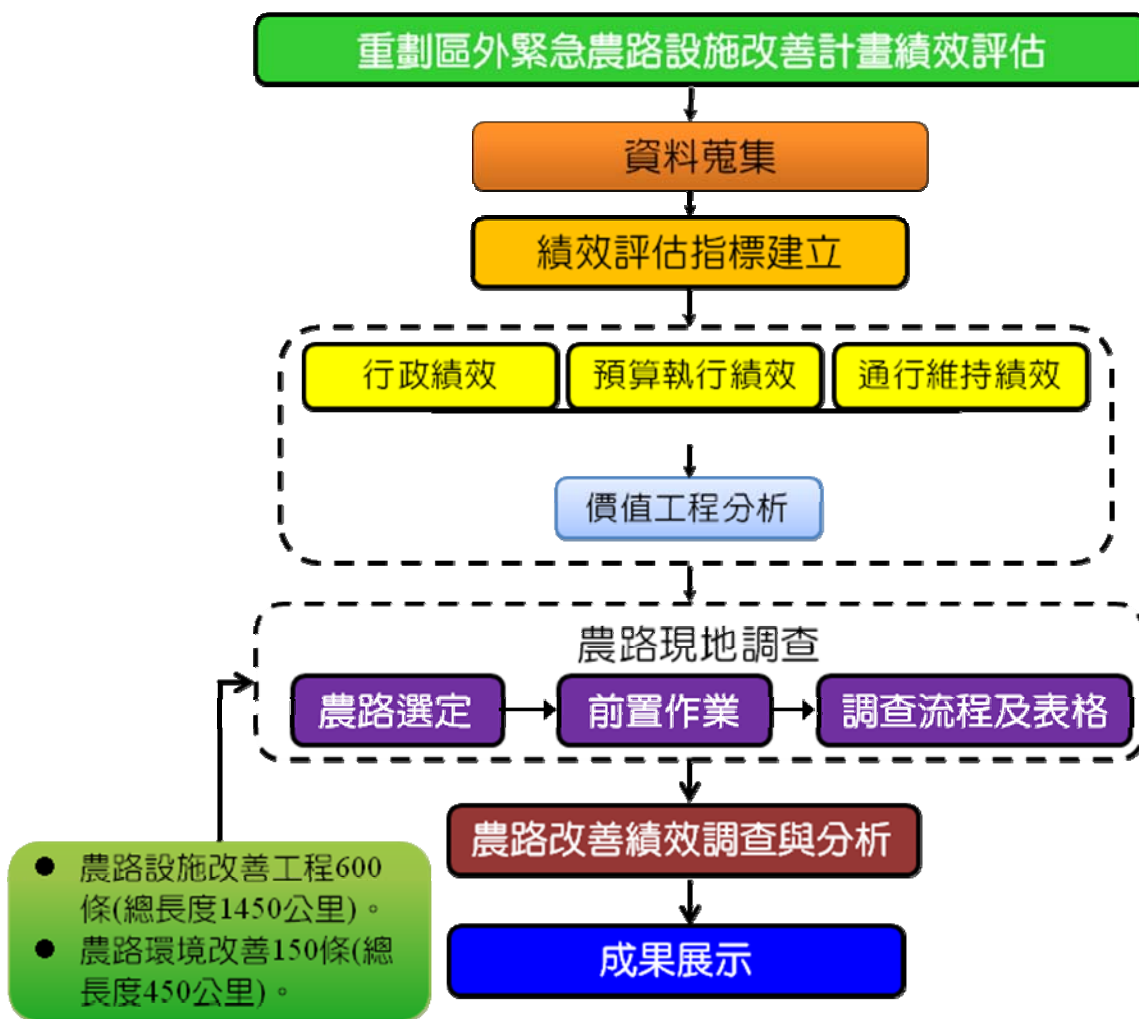 重劃區外緊急農路設施改善計畫績效評估
資料蒐集
績效評估指標建立
行政績效
預算執行績效
通行維持績效
價值工程分析
農路現地調查
農路選定
前置作業
調查流程及表格
農路改善績效調查與分析
● 農路設施改善工程600
條(總長度1450公里)。
● 農路環境改善150條(總
長度450公里)。
成果展示